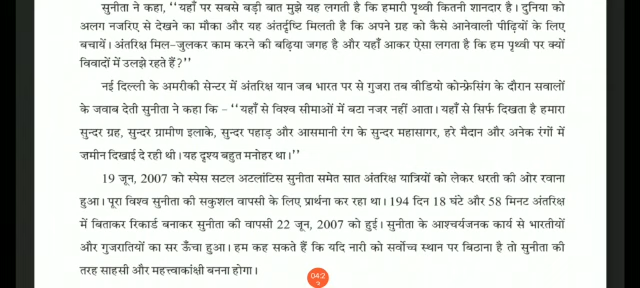 सुनीता ने कहा, ‘‘यहाँ पर सबसे बड़ी बात मुझे यह लगती है कि हमारी पृथ्वी कितनी शानदार है। दुनिया को
अलग नजरिए से देखने का मौका और यह अंतर्दृष्टि मिलती है कि अपने ग्रह को कैसे आनेवाली पीढ़ियों के लिए
बचायें। अंतरिक्ष मिल-जुलकर काम करने की बढ़िया जगह है और यहाँ आकर ऐसा लगता है कि हम पृथ्वी पर क्यों
विवादों में उलझे रहते हैं?’’
नई दिल्ली के अमरीकी सेन्टर में अंतरिक्ष यान जब भारत पर से गुजरा तब वीडियो कोन्फ्रेसिंग के दौरान सवालों
के जवाब देती सुनीता ने कहा कि - ‘‘यहाँ से विश्व सीमाओं में बटा नजर नहीं आता। यहाँ से सिर्फ दिखता है हमारा
सुन्दर ग्रह, सुन्दर ग्रामीण इलाके, सुन्दर पहाड़ और आसमानी रंग के सुन्दर महासागर, हरे मैदान और अनेक रंगों में
जमीन दिखाई दे रही थी। यह दृश्य बहुत मनोहर था।’’
19 जून, 2007 को स्पेस सटल अटलांटिस सुनीता समेत सात अंतरिक्ष यात्रियों को लेकर धरती की ओर रवाना
हुआ। पूरा विश्व सुनीता की सकुशल वापसी के लिए प्रार्थना कर रहा था। 194 दिन 18 घंटे और 58 मिनट अंतरिक्ष
में बिताकर रिकार्ड बनाकर सुनीता की वापसी 22 जून, 2007 को हुई। सुनीता के आश्चर्यजनक कार्य से भारतीयों
और गुजरातियों का सर ऊँचा हुआ। हम कह सकते हैं कि यदि नारी को सर्वोच्च स्थान पर बिठाना है तो सुनीता की
तरह साहसी और महत्त्वाकांक्षी बनना होगा।